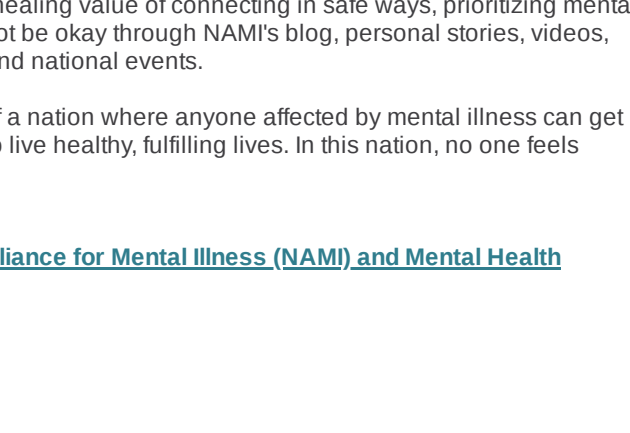 healing value of connecting in safe ways, prioritizing menta
ot be okay through NAMI's blog, personal stories, videos,
nd national events.
f a nation where anyone affected by mental illness can get
o live healthy, fulfilling lives. In this nation, no one feels
liance for Mental Illness (NAMI) and Mental Health